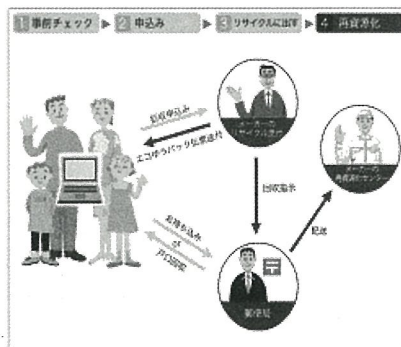 1 事前チェック
2 申込み
3 リサイクルに出す
4 再資源化
回収申込み
エコゆうパック伝票送付
メーカーの
リサイクル受付
回収指示
メーカーの
再資源化センター
配送
お持ち込み
or
戸口回収
郵便局